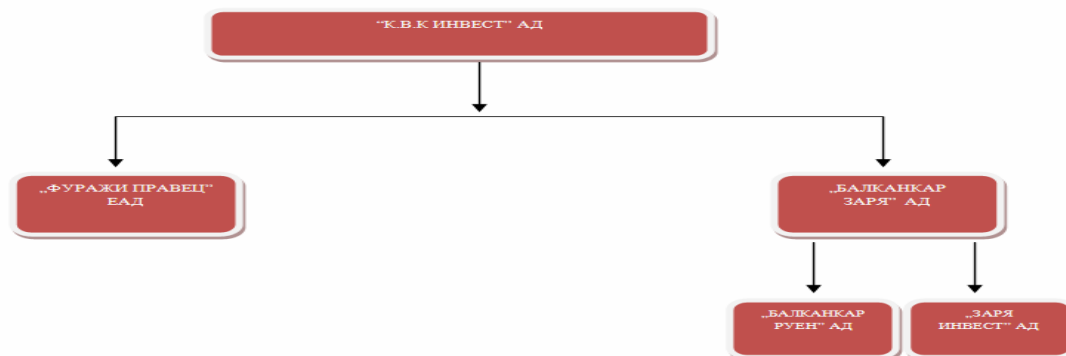 “К.В.К ИНВЕСТ” АД
„ФУРАЖИ ПРАВЕЦ”
ЕАД
„БАЛКАНКАР
ЗАРЯ” АД
„БАЛКАНКАР
РУЕН” АД
„ЗАРЯ
ИНВЕСТ” АД